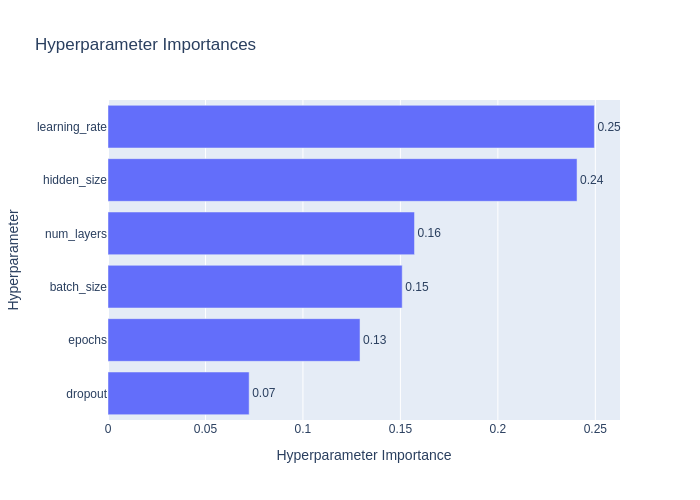 Hyperparameter Importances
Hyperparameter
learning_rate 0.25
hidden_size 0.24
num_layers 0.16
batch_size 0.15
epochs 0.13
dropout 0.07
0 0.05 0.1 0.15 0.2 0.25
Hyperparameter Importance